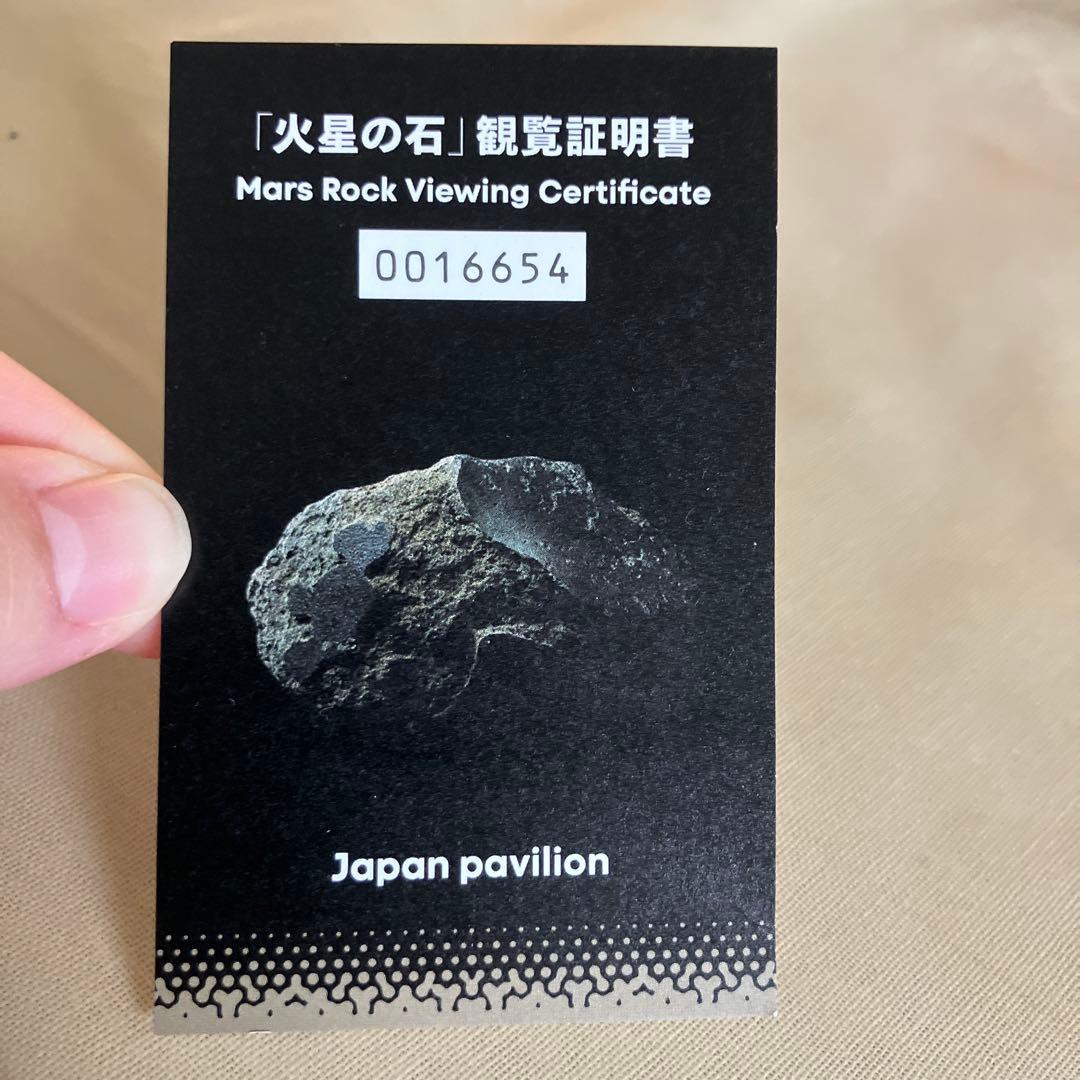 「火星の石」観覧証明書
Mars Rock Viewing Certificate
0016654
Japan pavilion